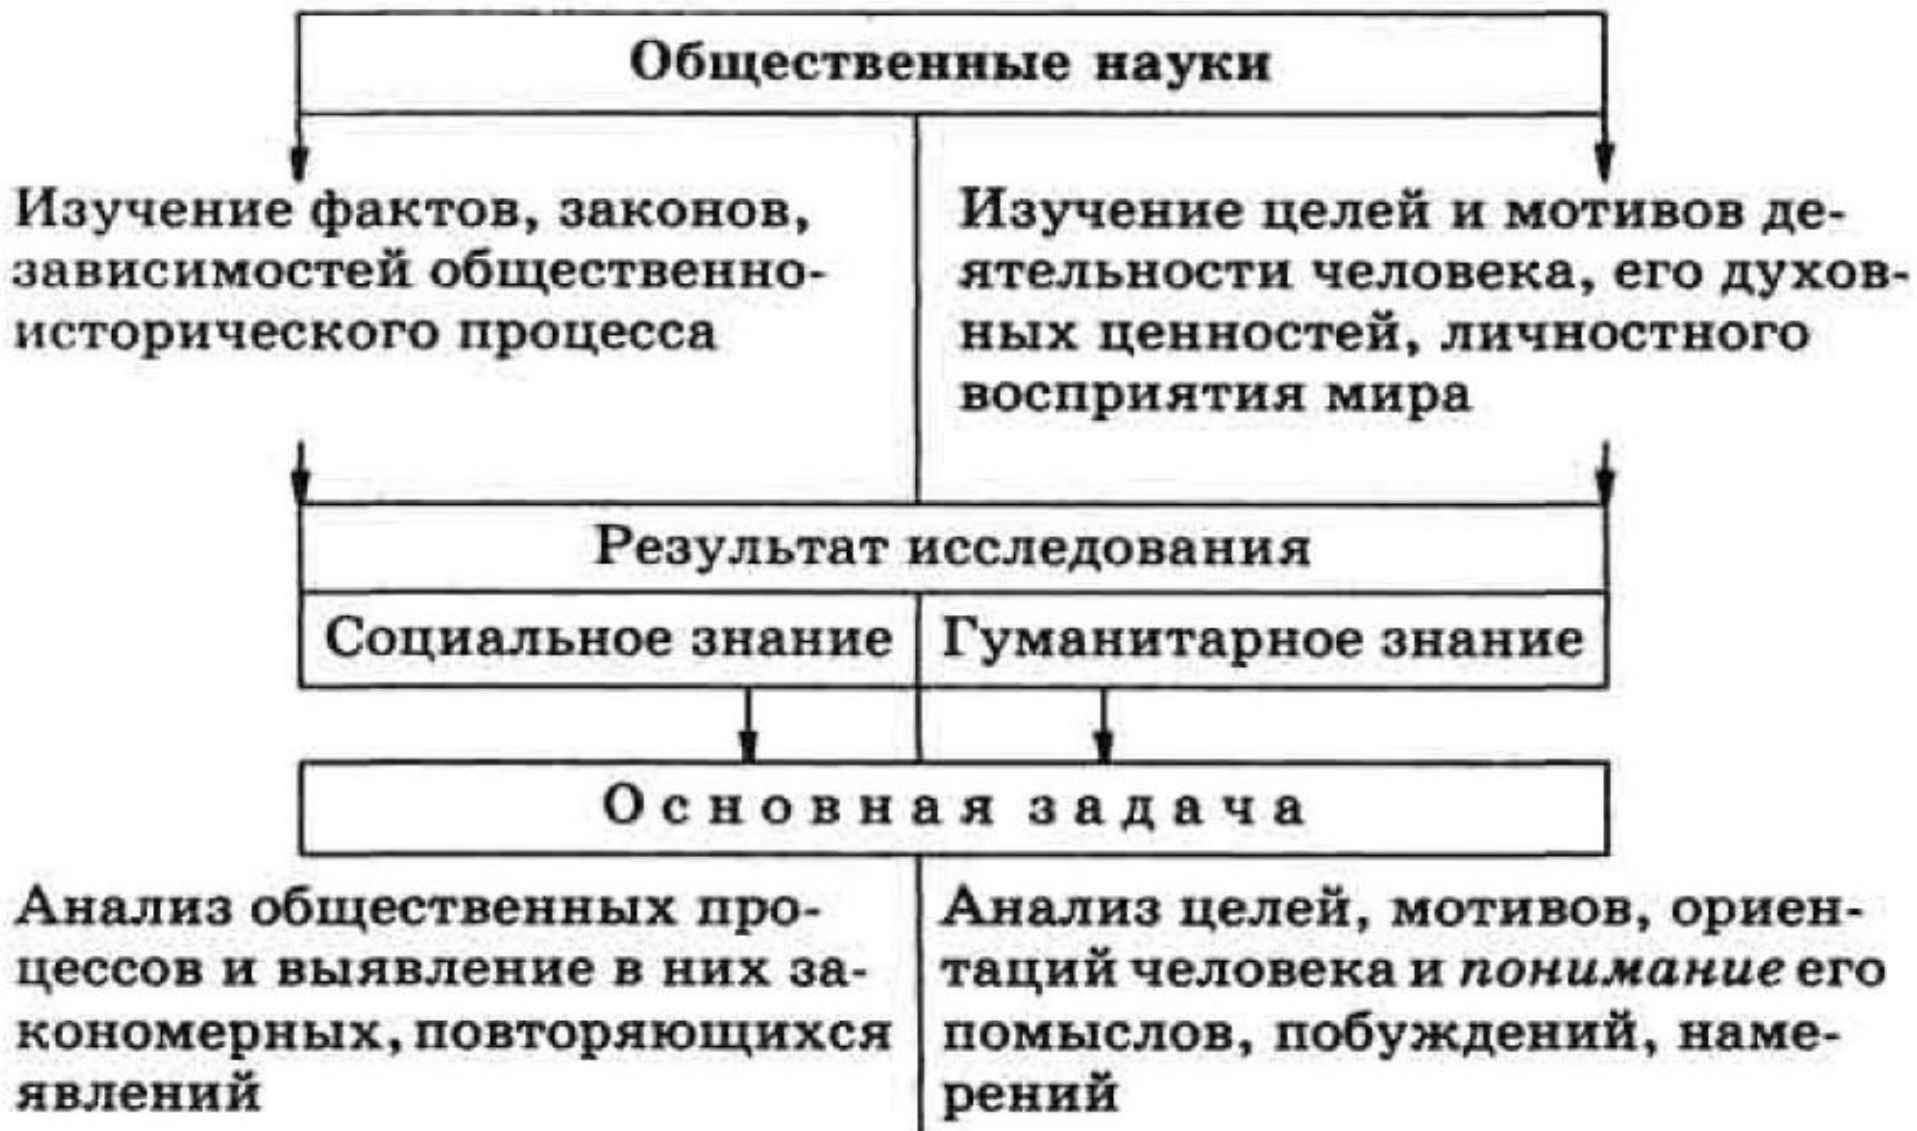 Общественные науки
Изучение фактов, законов,
зависимостей общественно-
исторического процесса
Изучение целей и мотивов де-
ятельности человека, его духов-
ных ценностей, личностного
восприятия мира
Результат исследования
Социальное знание
Гуманитарное знание
Основная задача
Анализ общественных про-
цессов и выявление в них за-
кономерных, повторяющихся
явлений
Анализ целей, мотивов, ориен-
таций человека и понимание его
помыслов, побуждений, наме-
рений